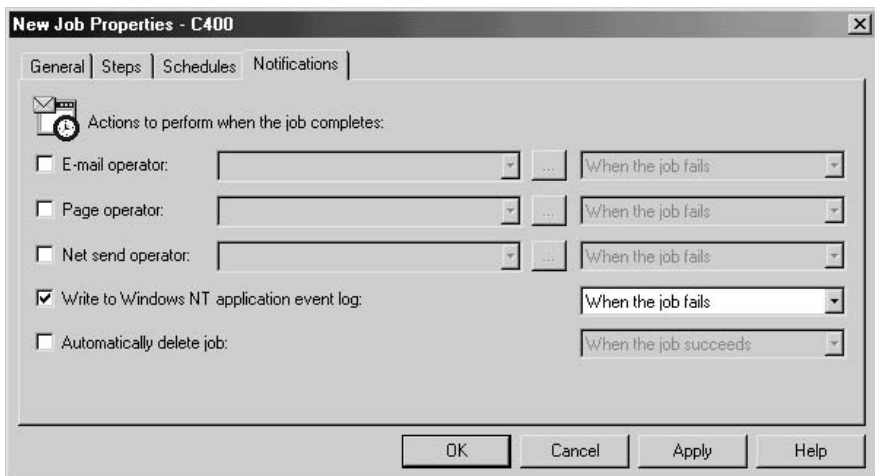 New Job Properties - C400
General Steps Schedules Notifications
Actions to perform when the job completes:
E-mail operator: ... When the job fails
Page operator: ... When the job fails
Net send operator: ... When the job fails
Write to Windows NT application event log: When the job fails
Automatically delete job: When the job succeeds
OK Cancel Apply Help